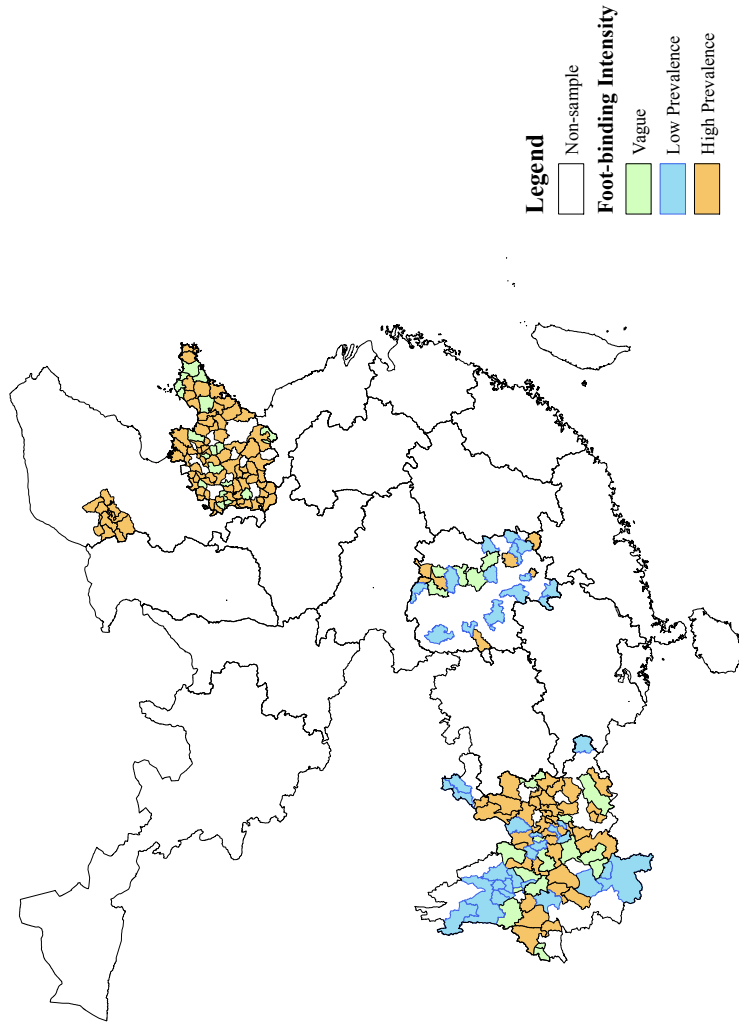 Legend
Non-sample
Foot-binding Intensity
Vague
Low Prevalence
High Prevalence